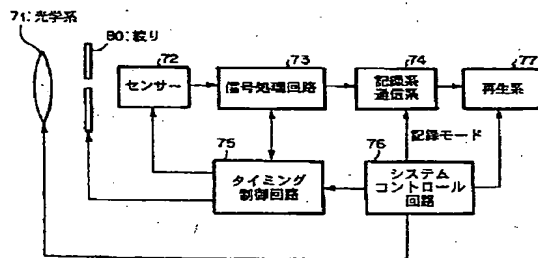 71:光学系
80:絞り
72
センサー
73
信号処理回路
74
記録系
通信系
77
再生系
記録モード
75
タイミング
制御回路
76
システム
コントロール
回路